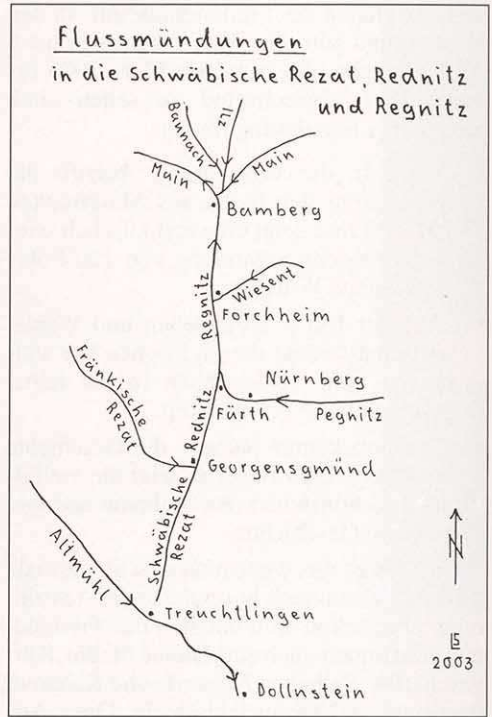 Flussmündungen
in die Schwäbische Rezat, Rednitz
und Regnitz
Baunach
Itz
Main
Main
Bamberg
Regnitz
Wiesent
Forchheim
Fränkische
Rezat
Rednitz
Nürnberg
Fürth
Pegnitz
Georgensgmünd
Schwäbische
Rezat
Altmühl
Treuchtlingen
N
2003
Dollnstein